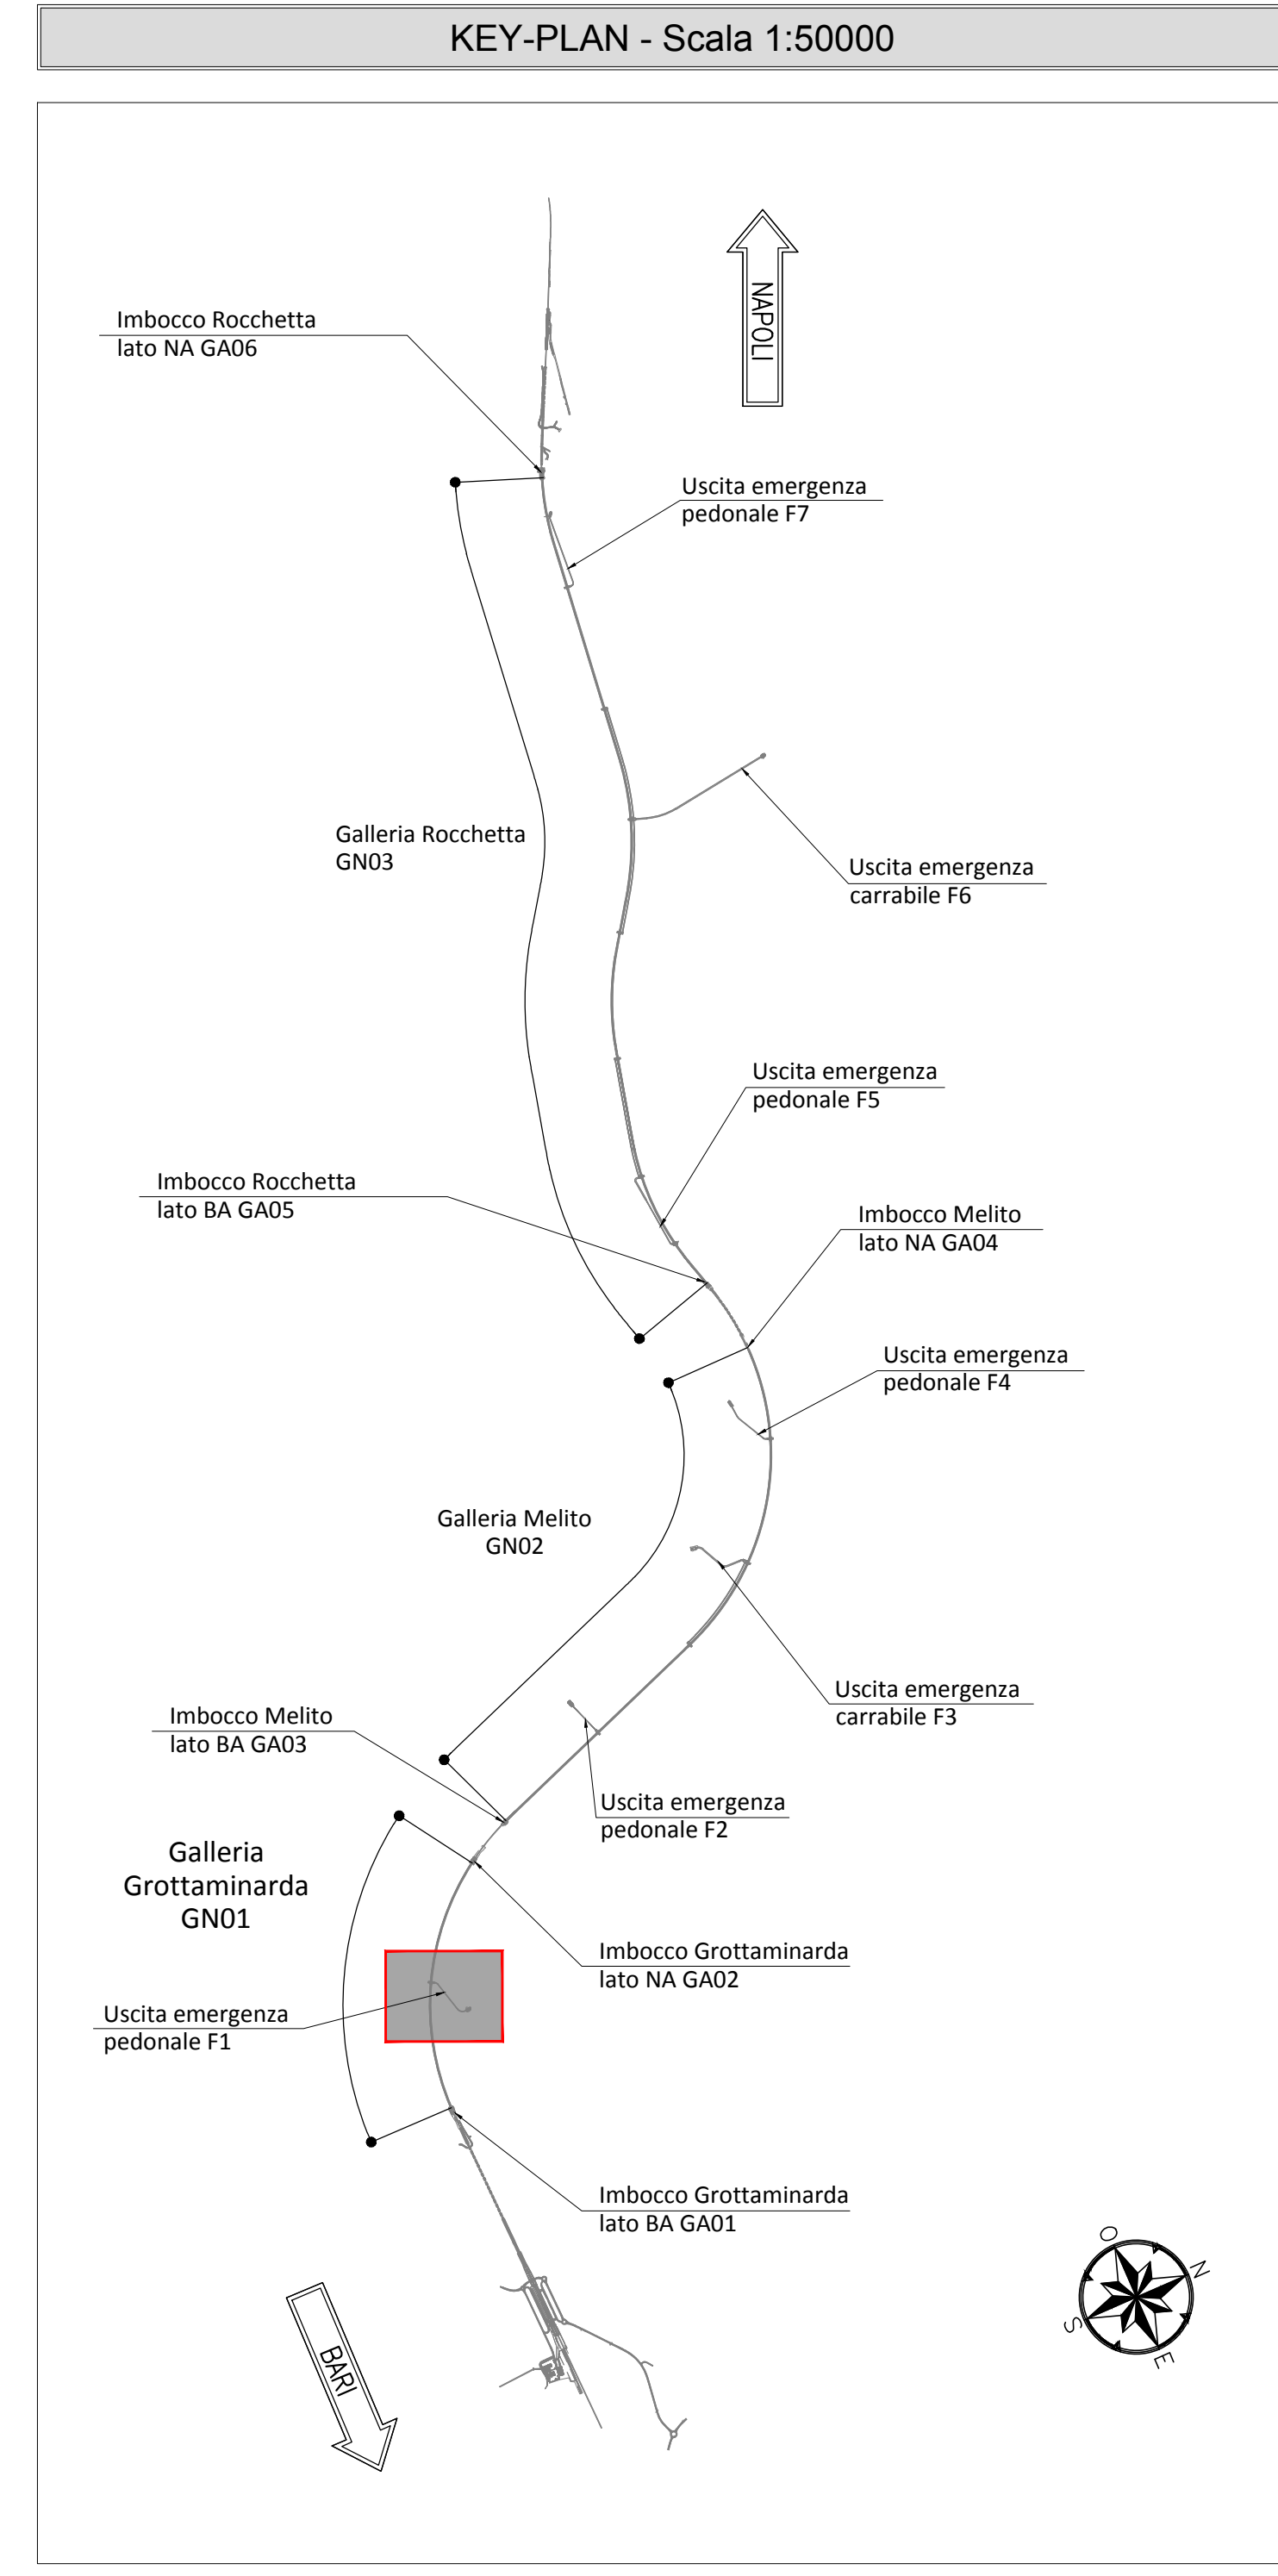 KEY-PLAN - Scala 1:50000
NAPOLI
Imbocco Rocchetta
lato NA GA06
Uscita emergenza
pedonale F7
Galleria Rocchetta
GN03
Uscita emergenza
carrabile F6
Uscita emergenza
pedonale F5
Imbocco Rocchetta
lato BA GA05
Imbocco Melito
lato NA GA04
Uscita emergenza
pedonale F4
Galleria Melito
GN02
Uscita emergenza
carrabile F3
Imbocco Melito
lato BA GA03
Uscita emergenza
pedonale F2
Galleria
Grottaminarda
GN01
Imbocco Grottaminarda
lato NA GA02
Uscita emergenza
pedonale F1
Imbocco Grottaminarda
lato BA GA01
O
N
S
E
BARI